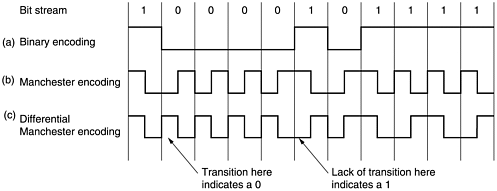 Bit stream 1 0 0 0 0 1 0 1 1 1 1
(a) Binary encoding
(b) Manchester encoding
(c) Differential
Manchester encoding
Transition here
indicates a 0
Lack of transition here
indicates a 1